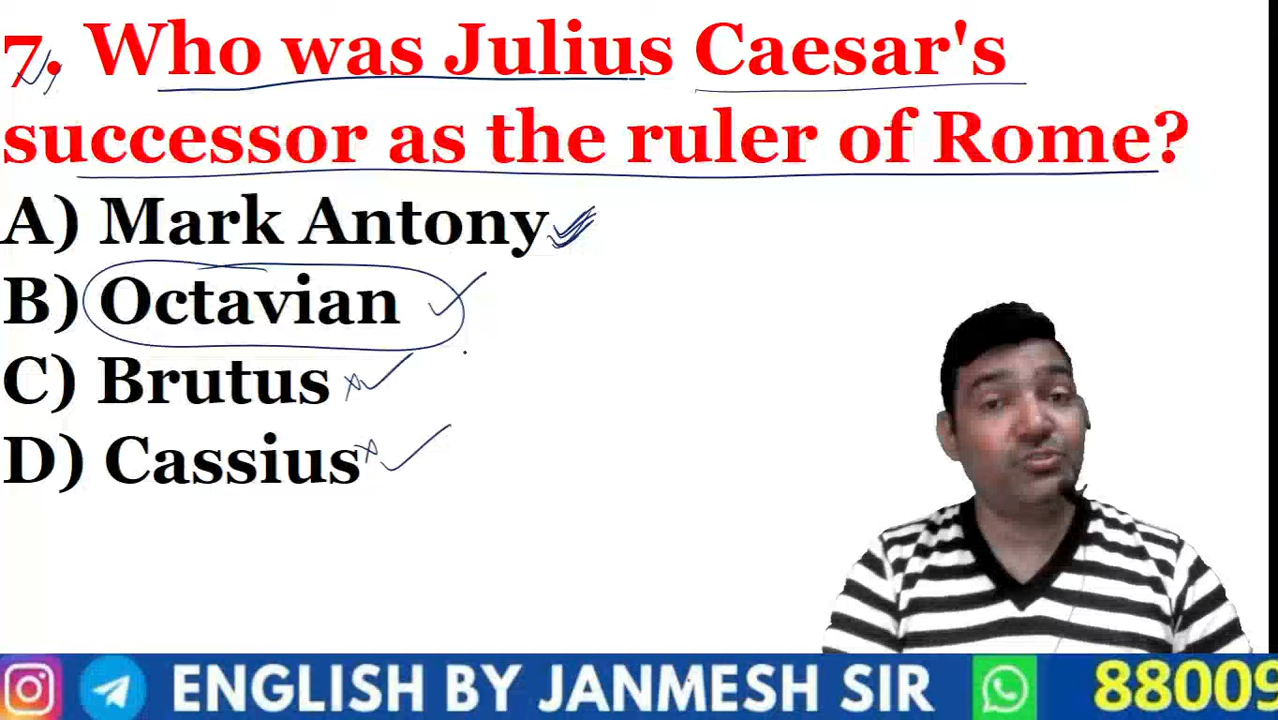 7. Who was Julius Caesar's
successor as the ruler of Rome?
A) Mark Antony
B) Octavian
C) Brutus
D) Cassius
ENGLISH BY JANMESH SIR 88009